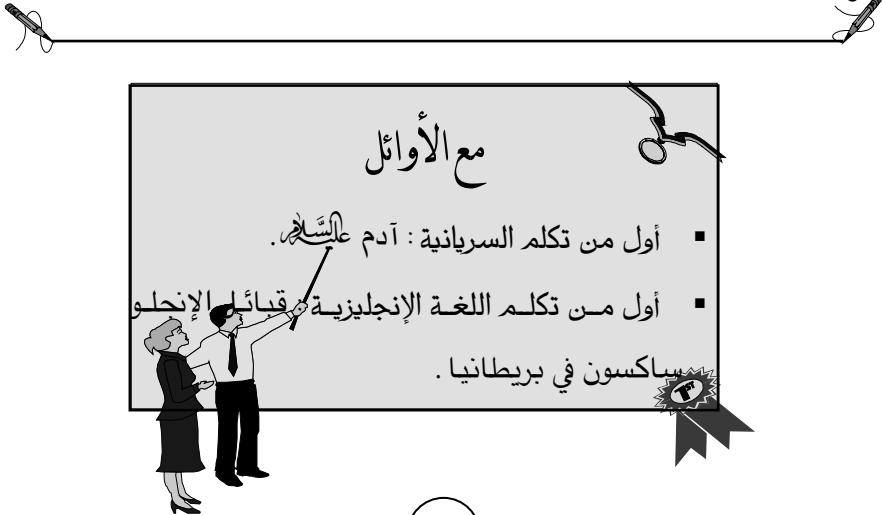 مع الأوائل
▪ أول من تكلم السريانية : آدم عليه السلام.
▪ أول من تكلم اللغة الإنجليزية قبائل الإنجلو
ساكسون في بريطانيا .
1ST